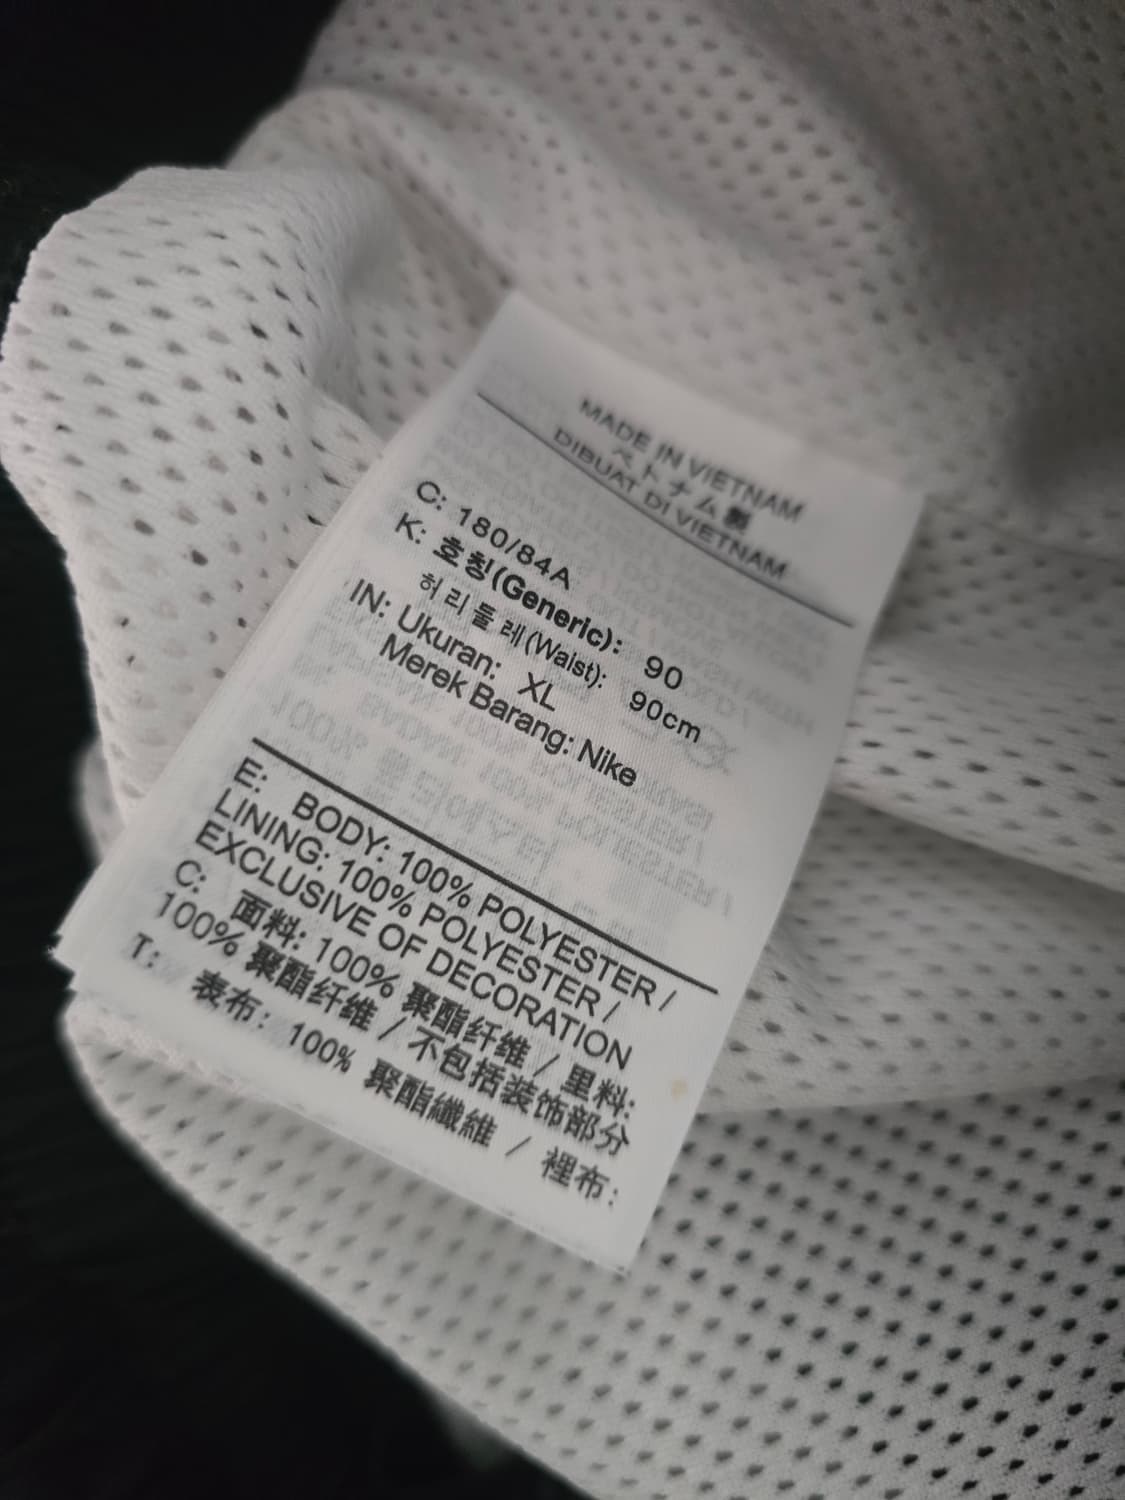 MADE IN VIETNAM
ベトナム製
DIBUAT DI VIETNAM
C: 180/84A
K: 호칭(Generic): 90
허리둘레(Waist): 90cm
IN: Ukuran: XL
Merek Barang: Nike
E: BODY: 100% POLYESTER /
LINING: 100% POLYESTER /
EXCLUSIVE OF DECORATION
C: 面料: 100% 聚酯纤维 / 里料:
100% 聚酯纤维 / 不包括装饰部分
T: 表布: 100% 聚酯纖維 / 裡布: